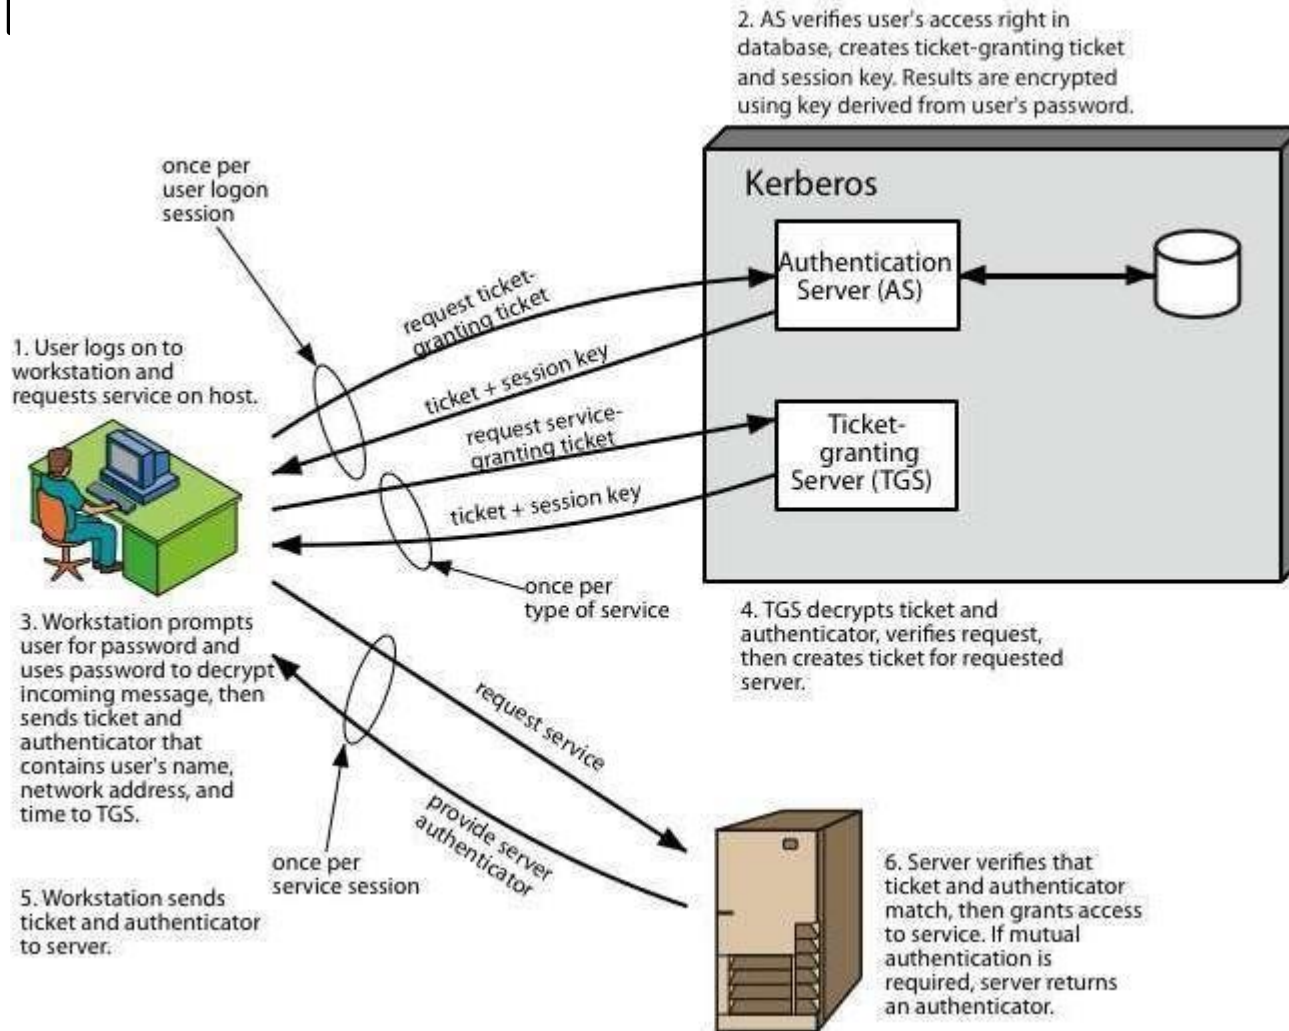 2. AS verifies user's access right in
database, creates ticket-granting ticket
and session key. Results are encrypted
using key derived from user's password.
once per
user logon
session
Kerberos
Authentication
Server (AS)
request ticket-
granting ticket
1. User logs on to
workstation and
requests service on host.
ticket + session key
request service-
granting ticket
Ticket-
granting
Server (TGS)
ticket + session key
once per
type of service
3. Workstation prompts
user for password and
uses password to decrypt
incoming message, then
sends ticket and
authenticator that
contains user's name,
network address, and
time to TGS.
4. TGS decrypts ticket and
authenticator, verifies request,
then creates ticket for requested
server.
request service
provide server
authenticator
once per
service session
5. Workstation sends
ticket and authenticator
to server.
6. Server verifies that
ticket and authenticator
match, then grants access
to service. If mutual
authentication is
required, server returns
an authenticator.